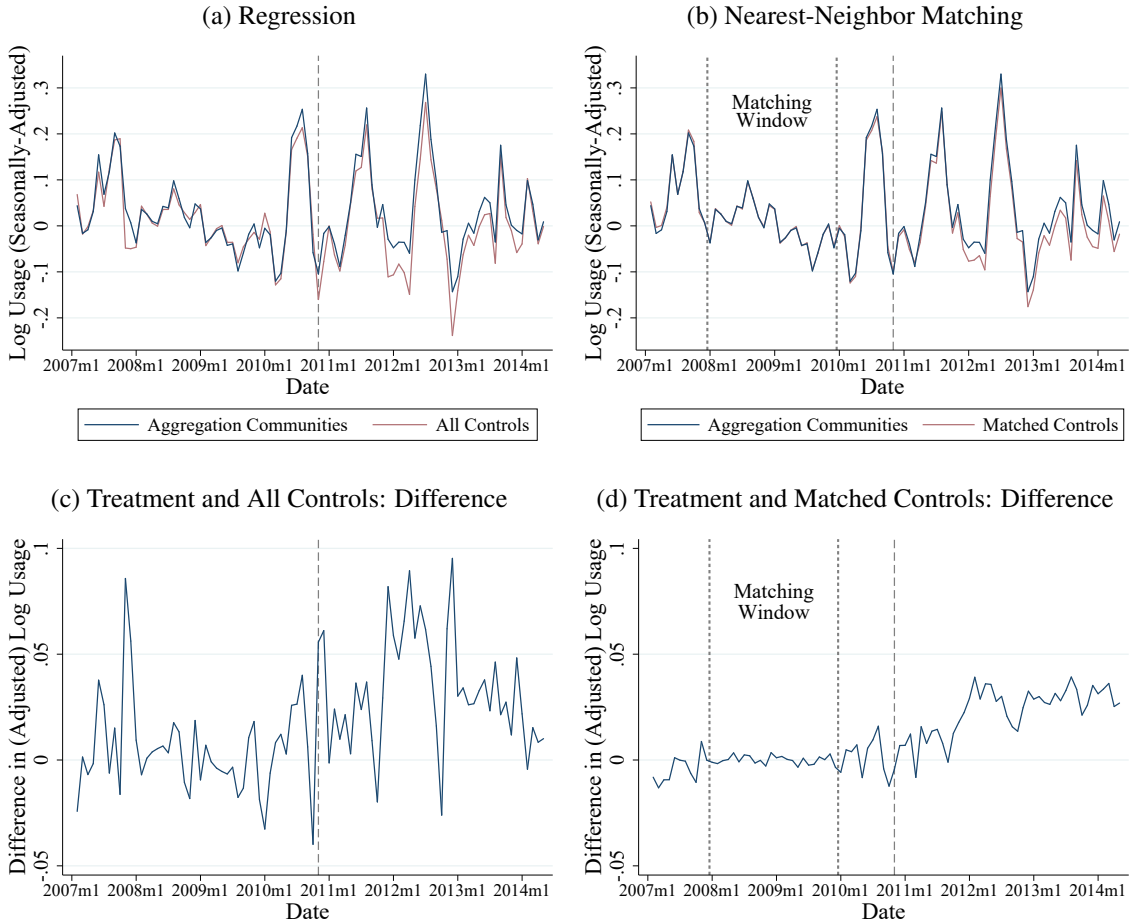 (a) Regression
Log Usage (Seasonally-Adjusted)
.3
.2
.1
0
-.1
-.2
2007m1 2008m1 2009m1 2010m1 2011m1 2012m1 2013m1 2014m1
Date
Aggregation Communities All Controls
(b) Nearest-Neighbor Matching
Log Usage (Seasonally-Adjusted)
.3
.2
.1
0
-.1
-.2
Matching
Window
2007m1 2008m1 2009m1 2010m1 2011m1 2012m1 2013m1 2014m1
Date
Aggregation Communities Matched Controls
(c) Treatment and All Controls: Difference
Difference in (Adjusted) Log Usage
.1
.05
0
-.05
2007m1 2008m1 2009m1 2010m1 2011m1 2012m1 2013m1 2014m1
Date
(d) Treatment and Matched Controls: Difference
Difference in (Adjusted) Log Usage
.1
.05
0
-.05
Matching
Window
2007m1 2008m1 2009m1 2010m1 2011m1 2012m1 2013m1 2014m1
Date